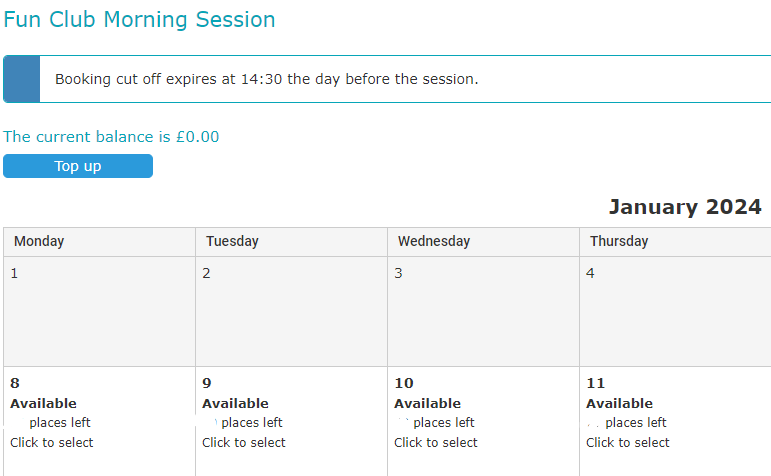 Fun Club Morning Session
Booking cut off expires at 14:30 the day before the session.
The current balance is £0.00
Top up
January 2024
Monday Tuesday Wednesday Thursday
1 2 3 4
8 9 10 11
Available Available Available Available
places left places left places left places left
Click to select Click to select Click to select Click to select